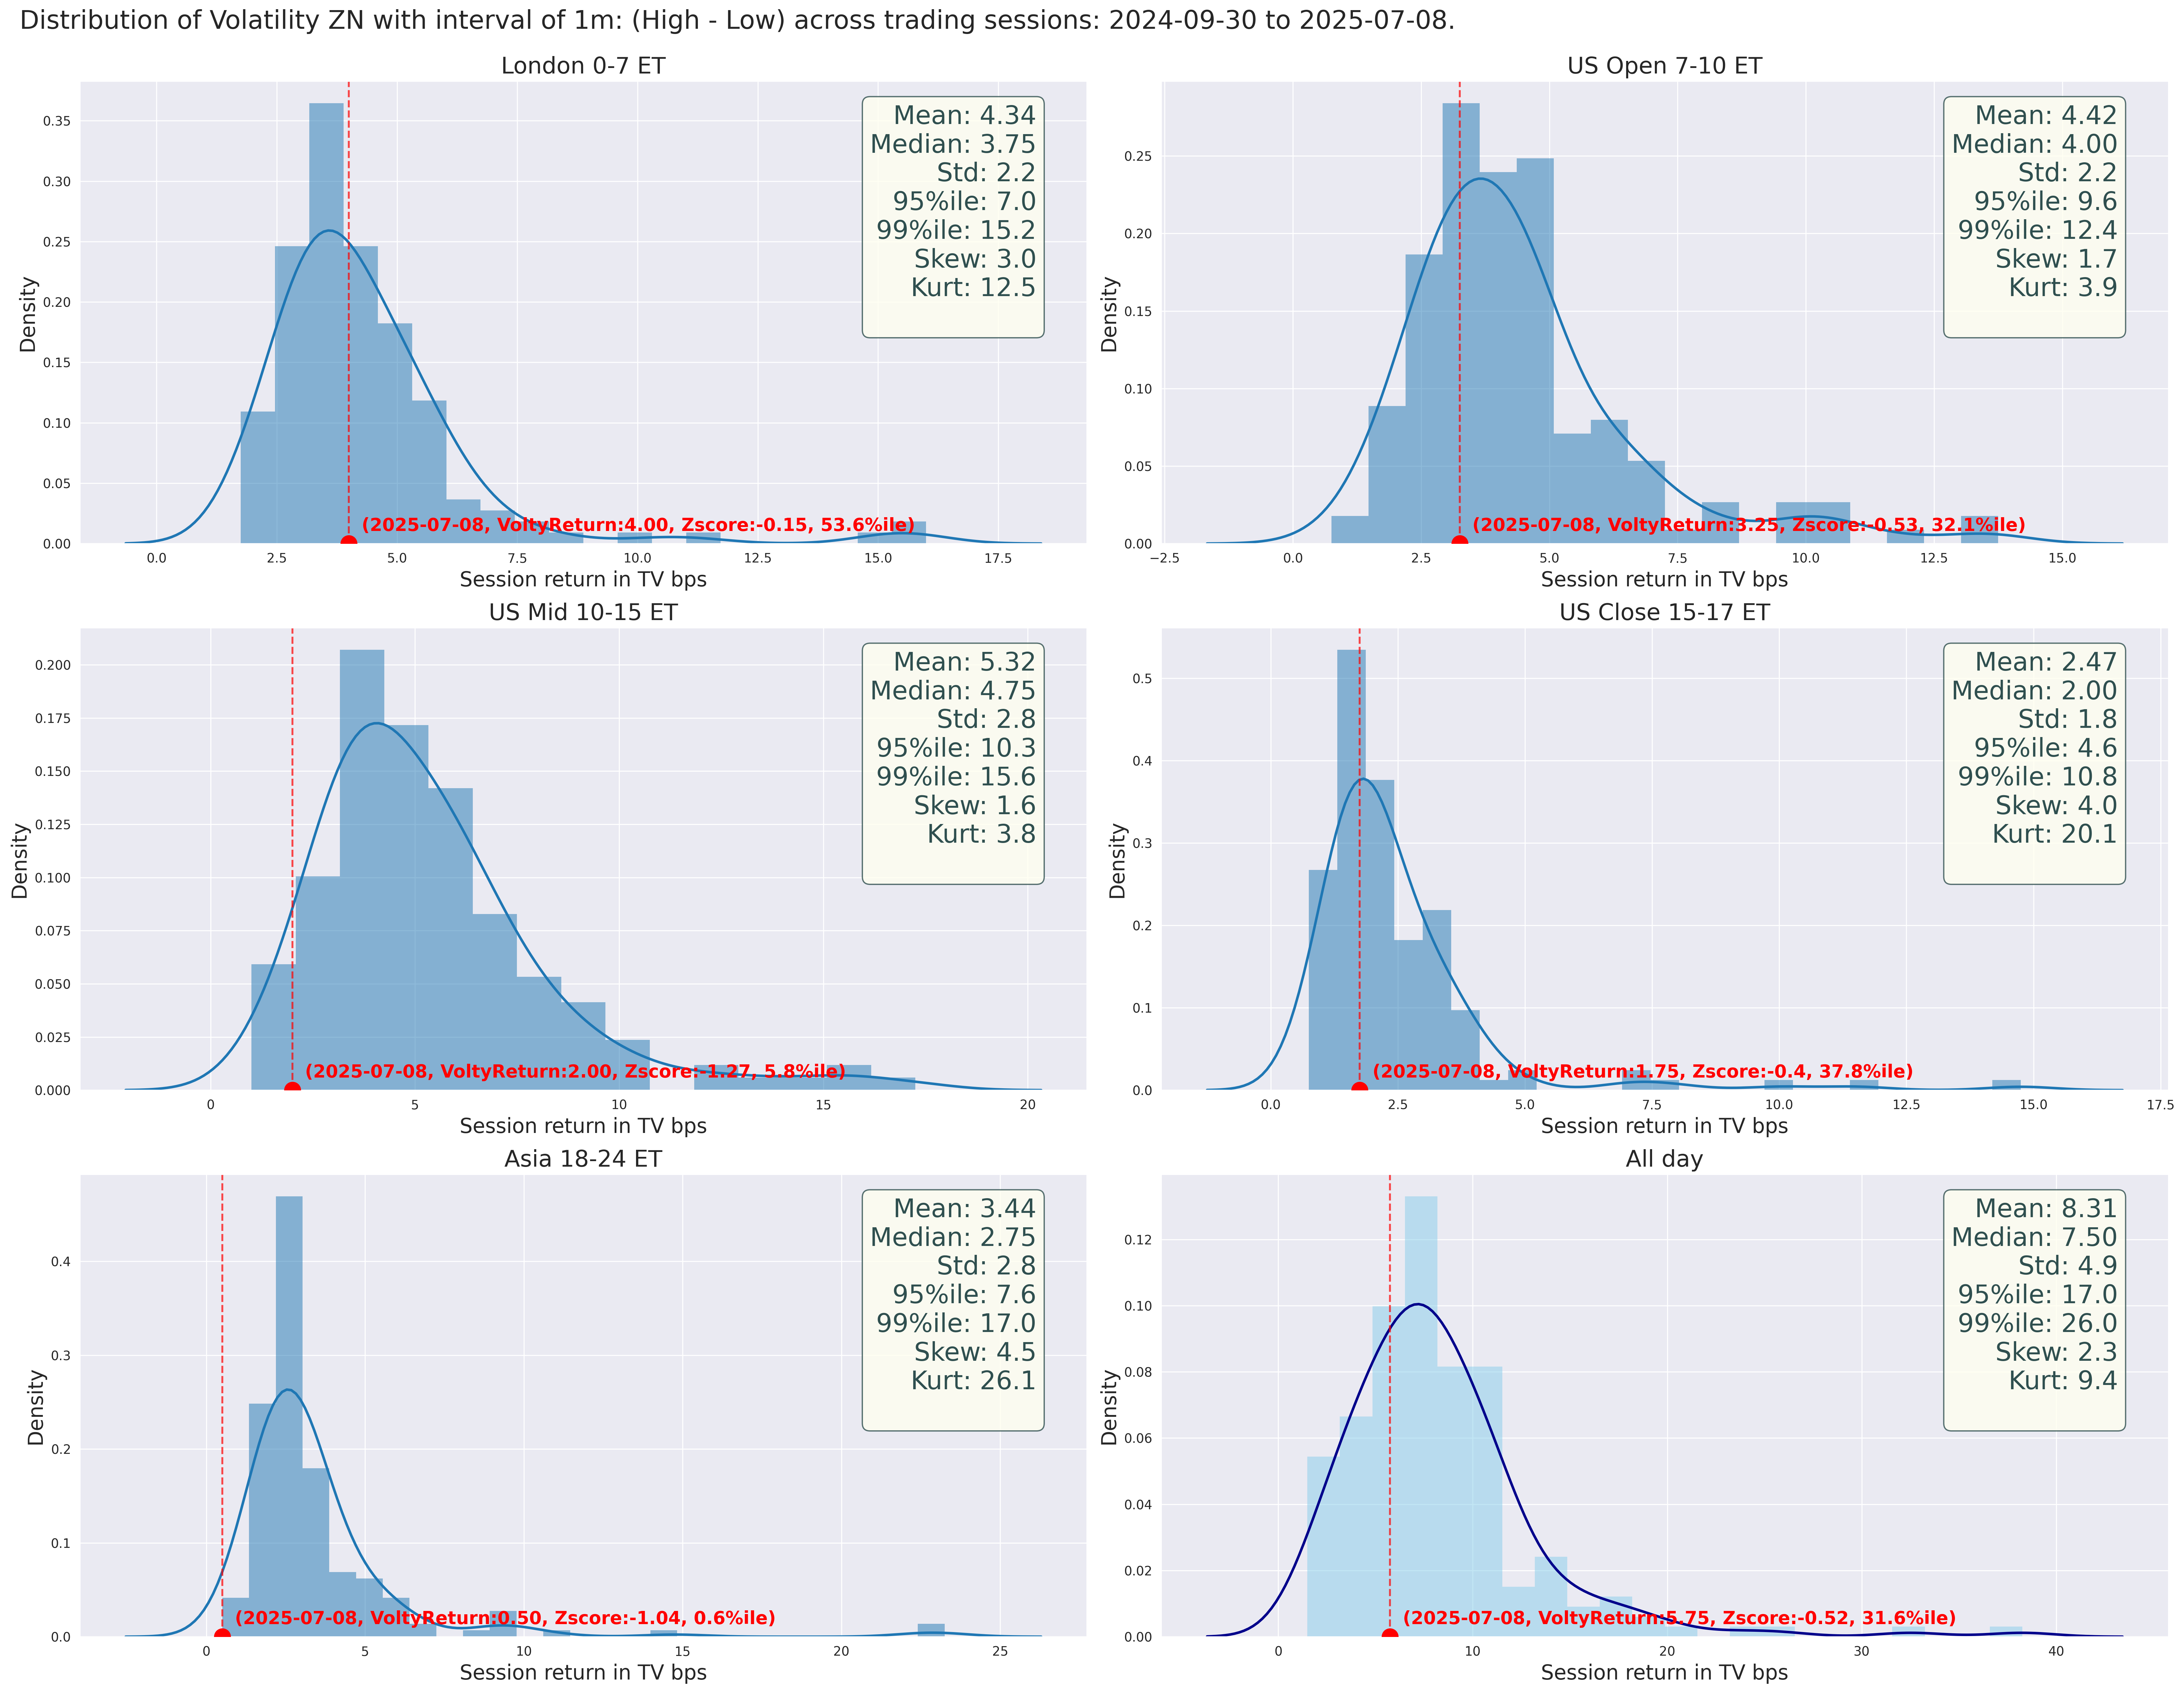 Distribution of Volatility ZN with interval of 1m: (High - Low) across trading sessions: 2024-09-30 to 2025-07-08.
London 0-7 ET
Density
0.35
0.30
0.25
0.20
0.15
0.10
0.05
0.00
Mean: 4.34
Median: 3.75
Std: 2.2
95%ile: 7.0
99%ile: 15.2
Skew: 3.0
Kurt: 12.5
(2025-07-08, VoltyReturn:4.00, Zscore:-0.15, 53.6%ile)
0.0 2.5 5.0 7.5 10.0 12.5 15.0 17.5
Session return in TV bps
US Open 7-10 ET
Density
0.25
0.20
0.15
0.10
0.05
0.00
Mean: 4.42
Median: 4.00
Std: 2.2
95%ile: 9.6
99%ile: 12.4
Skew: 1.7
Kurt: 3.9
(2025-07-08, VoltyReturn:3.25, Zscore:-0.53, 32.1%ile)
−2.5 0.0 2.5 5.0 7.5 10.0 12.5 15.0
Session return in TV bps
US Mid 10-15 ET
Density
0.200
0.175
0.150
0.125
0.100
0.075
0.050
0.025
0.000
Mean: 5.32
Median: 4.75
Std: 2.8
95%ile: 10.3
99%ile: 15.6
Skew: 1.6
Kurt: 3.8
(2025-07-08, VoltyReturn:2.00, Zscore:-1.27, 5.8%ile)
0 5 10 15 20
Session return in TV bps
US Close 15-17 ET
Density
0.5
0.4
0.3
0.2
0.1
0.0
Mean: 2.47
Median: 2.00
Std: 1.8
95%ile: 4.6
99%ile: 10.8
Skew: 4.0
Kurt: 20.1
(2025-07-08, VoltyReturn:1.75, Zscore:-0.4, 37.8%ile)
0.0 2.5 5.0 7.5 10.0 12.5 15.0 17.5
Session return in TV bps
Asia 18-24 ET
Density
0.4
0.3
0.2
0.1
0.0
Mean: 3.44
Median: 2.75
Std: 2.8
95%ile: 7.6
99%ile: 17.0
Skew: 4.5
Kurt: 26.1
(2025-07-08, VoltyReturn:0.50, Zscore:-1.04, 0.6%ile)
0 5 10 15 20 25
Session return in TV bps
All day
Density
0.12
0.10
0.08
0.06
0.04
0.02
0.00
Mean: 8.31
Median: 7.50
Std: 4.9
95%ile: 17.0
99%ile: 26.0
Skew: 2.3
Kurt: 9.4
(2025-07-08, VoltyReturn:5.75, Zscore:-0.52, 31.6%ile)
0 10 20 30 40
Session return in TV bps